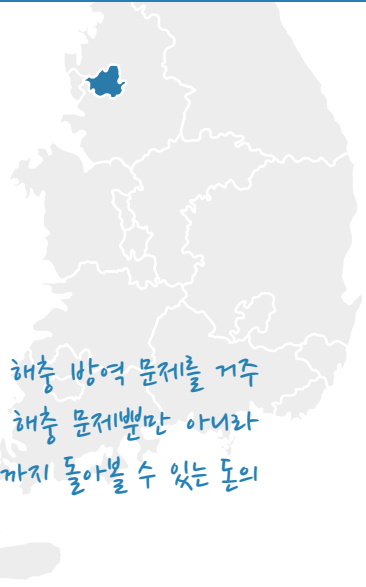 해충 방역 문제를 거주
해충 문제뿐만 아니라
까지 돌아볼 수 있는 돈의